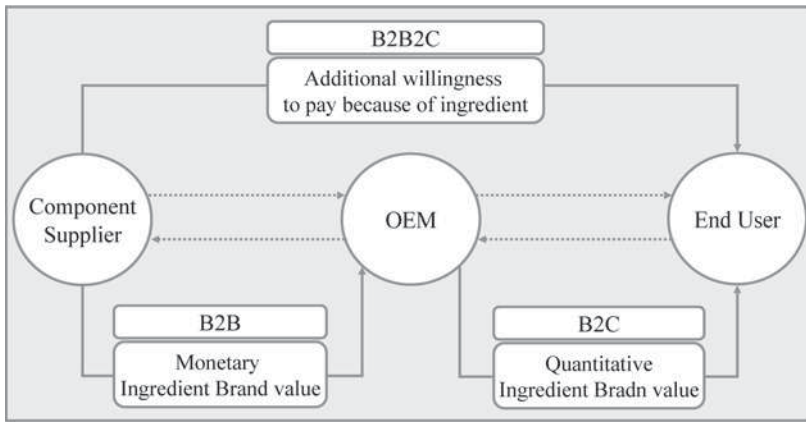 B2B2C
Additional willingness
to pay because of ingredient
Component
Supplier
OEM
End User
B2B
Monetary
Ingredient Brand value
B2C
Quantitative
Ingredient Bradn value